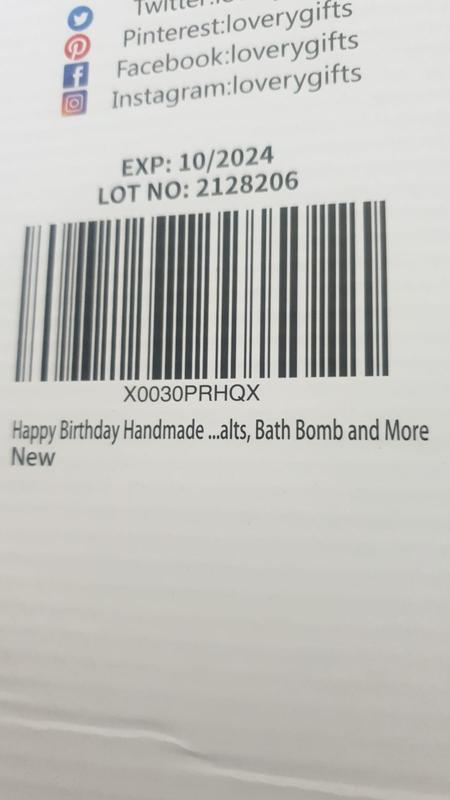 Pinterest:loverygifts
Facebook:loverygifts
Instagram:loverygifts
EXP: 10/2024
LOT NO: 2128206
X0030PRHQX
Happy Birthday Handmade ...alts, Bath Bomb and More
New